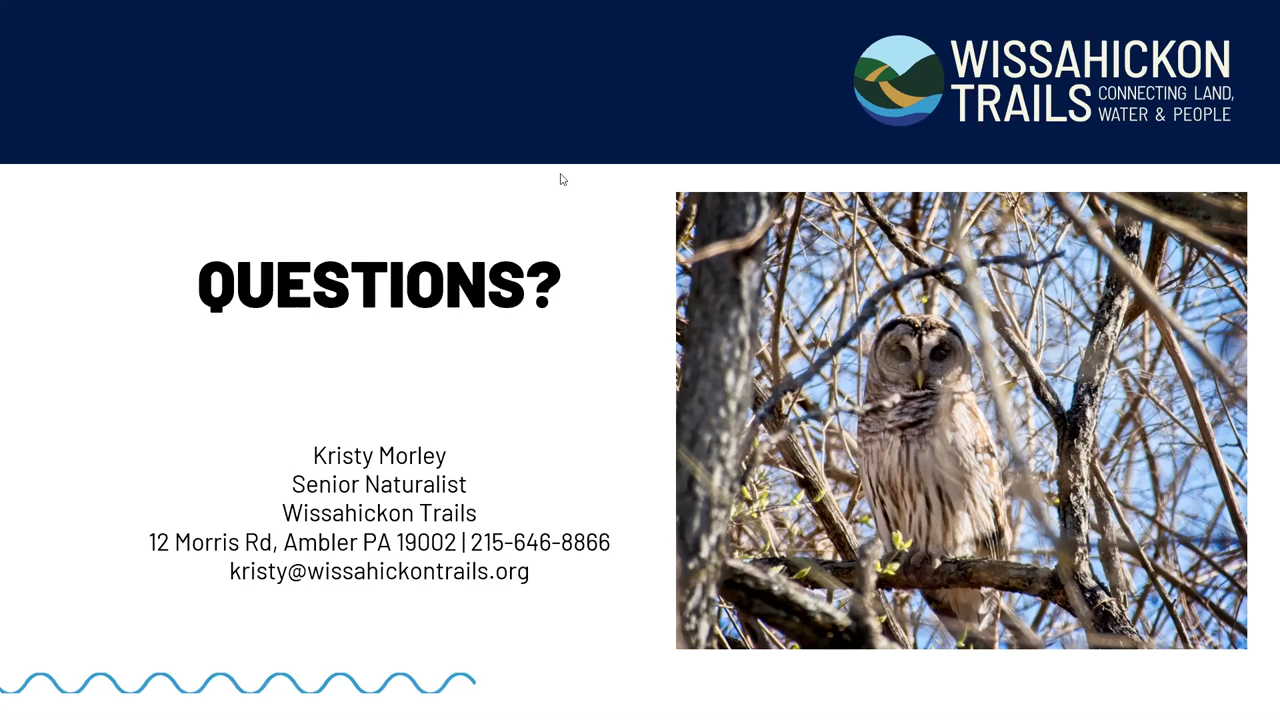 WISSAHICKON
TRAILS CONNECTING LAND,
WATER & PEOPLE
QUESTIONS?
Kristy Morley
Senior Naturalist
Wissahickon Trails
12 Morris Rd, Ambler PA 19002 | 215-646-8866
kristy@wissahickontrails.org